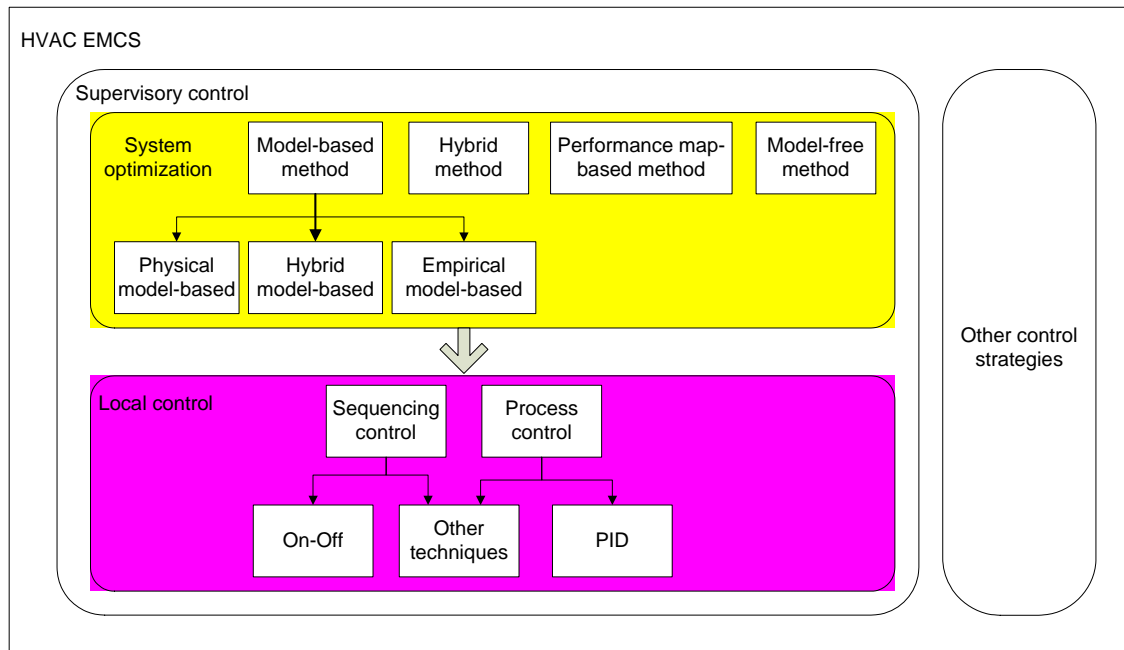 HVAC EMCS
Supervisory control
System
optimization
Model-based
method
Hybrid
method
Performance map-
based method
Model-free
method
Physical
model-based
Hybrid
model-based
Empirical
model-based
Local control
Sequencing
control
Process
control
On-Off
Other
techniques
PID
Other control
strategies